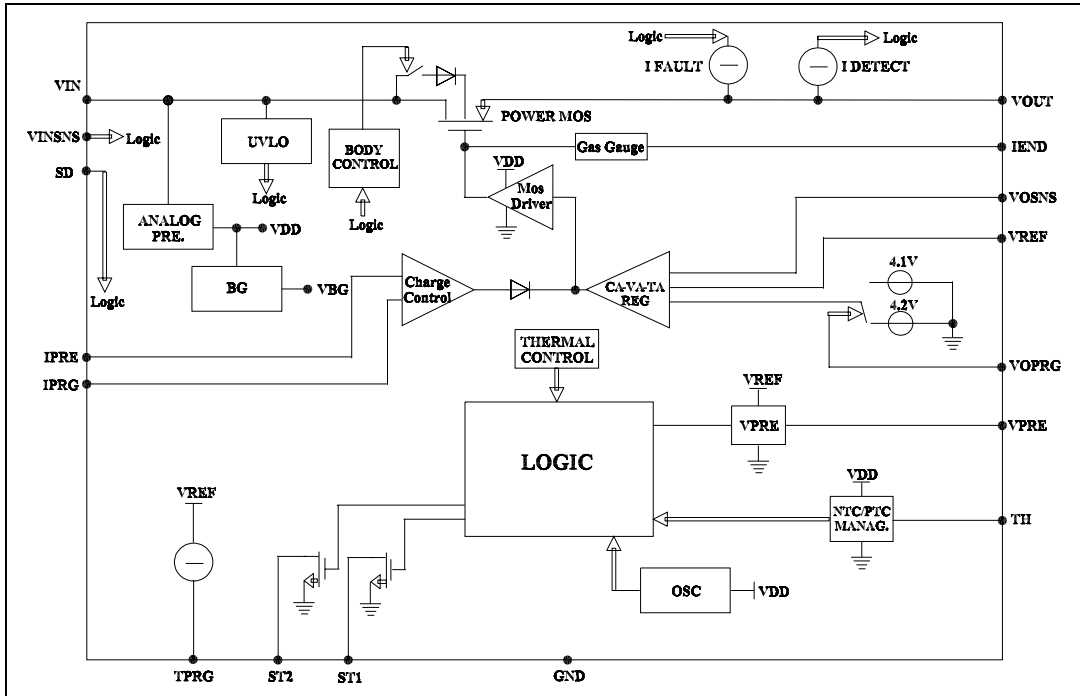 Logic
Logic
I FAULT
I DETECT
VIN
VOUT
POWER MOS
VINSNS
Logic
UVLO
BODY
CONTROL
Gas Gauge
IEND
SD
VDD
Mos
Driver
Logic
VOSNS
Logic
ANALOG
PRE.
VDD
VREF
4.1V
BG
VBG
Charge
Control
CA-VA-TA
REG
Logic
4.2V
THERMAL
CONTROL
IPRE
VOPRG
IPRG
VREF
VPRE
VPRE
LOGIC
VDD
VREF
NTC/PTC
MANAG.
TH
OSC
VDD
TPRG
ST2
ST1
GND